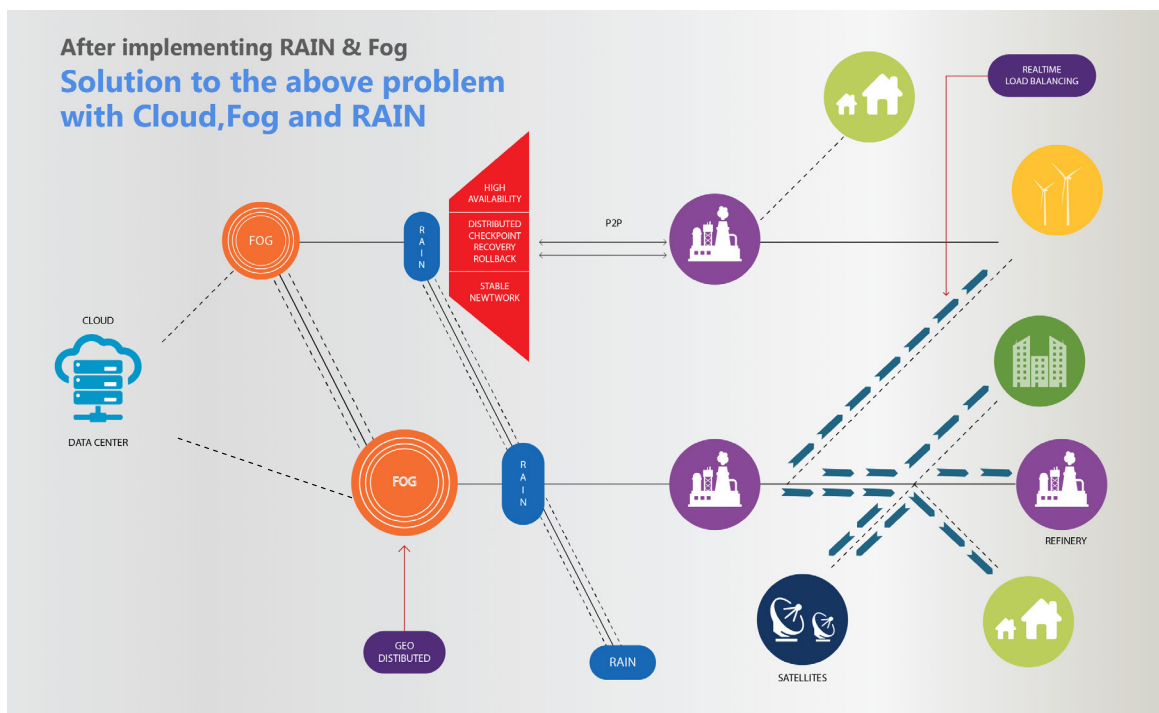 After implementing RAIN & Fog
Solution to the above problem
with Cloud,Fog and RAIN
REALTIME
LOAD BALANCING
HIGH
AVAILABILITY
DISTRIBUTED
CHECKPOINT
RECOVERY
ROLLBACK
STABLE
NEWTWORK
P2P
FOG
R
A
I
N
CLOUD
DATA CENTER
FOG
R
A
I
N
REFINERY
GEO
DISTIBUTED
RAIN
SATELLITES